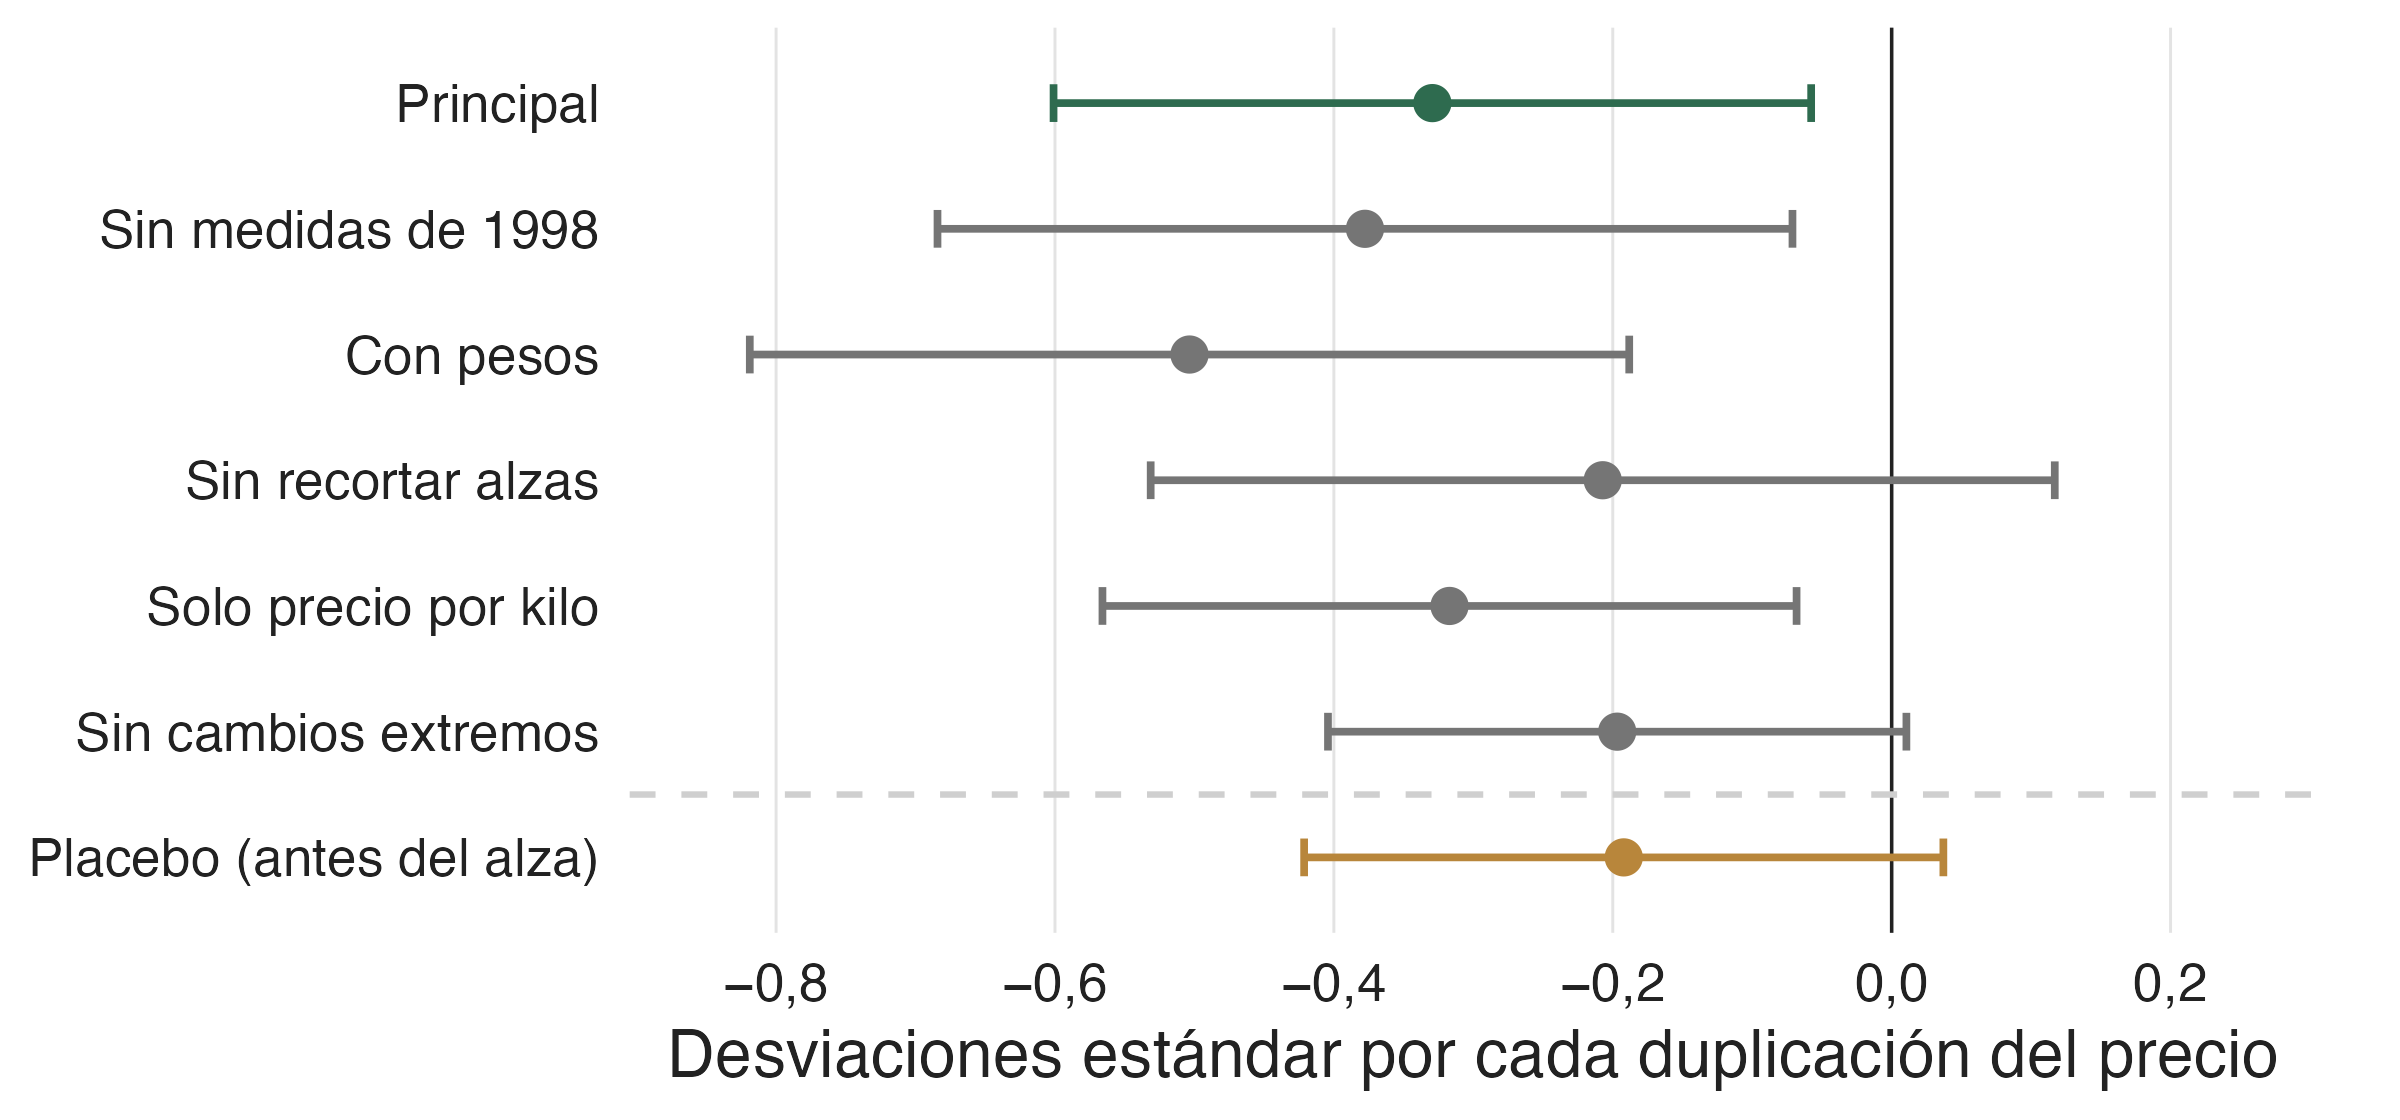 Principal
Sin medidas de 1998
Con pesos
Sin recortar alzas
Solo precio por kilo
Sin cambios extremos
Placebo (antes del alza)
−0,8 −0,6 −0,4 −0,2 0,0 0,2
Desviaciones estándar por cada duplicación del precio